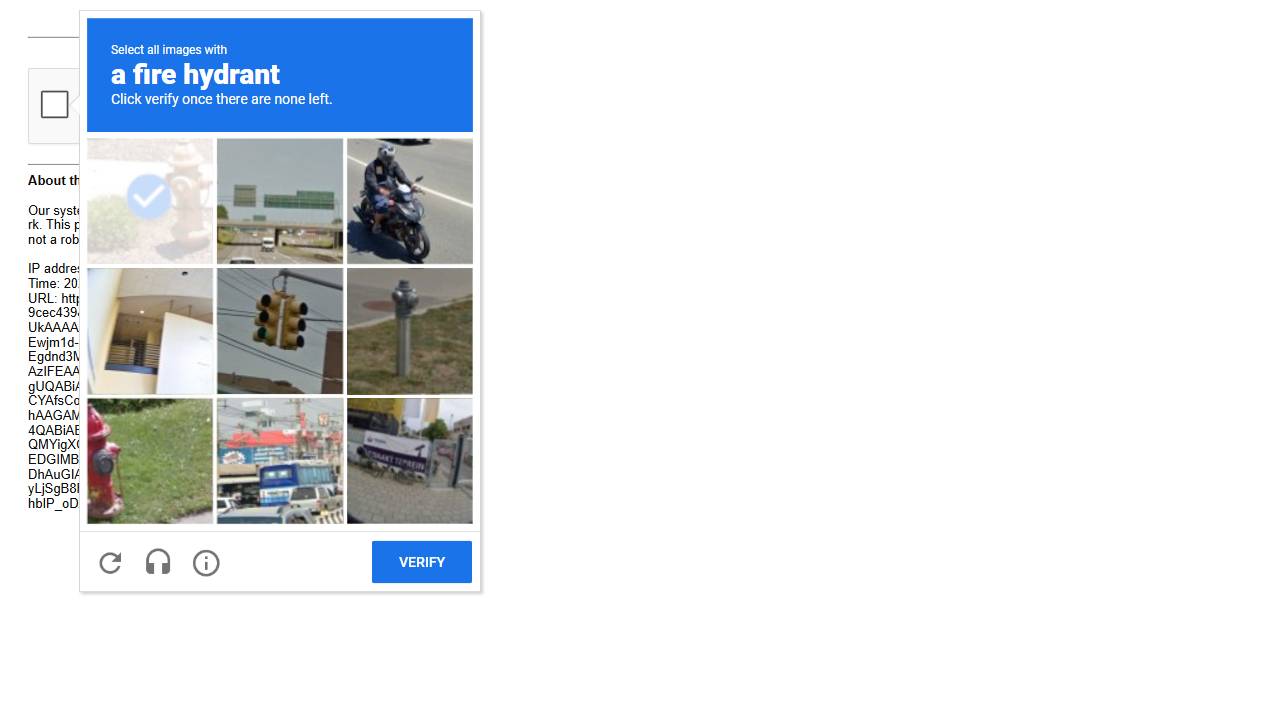 Select all images with
a fire hydrant
Click verify once there are none left.
About th
Our syste
rk. This p
not a rob
IP addres
Time: 20
URL: http
9cec439
UkAAAA
Ewjm1d-
Egdnd3M
AzIFEAA
gUQABiA
CYAfsCo
hAAGAM
4QABiAE
QMYigX
EDGIMB
DhAuGIA
yLjSgB8
hblP_oD
VERIFY